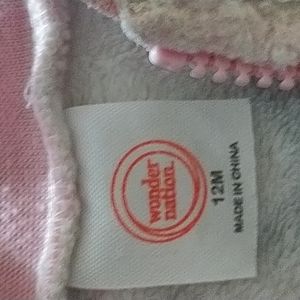 wonder
nation.
12M
MADE IN CHINA